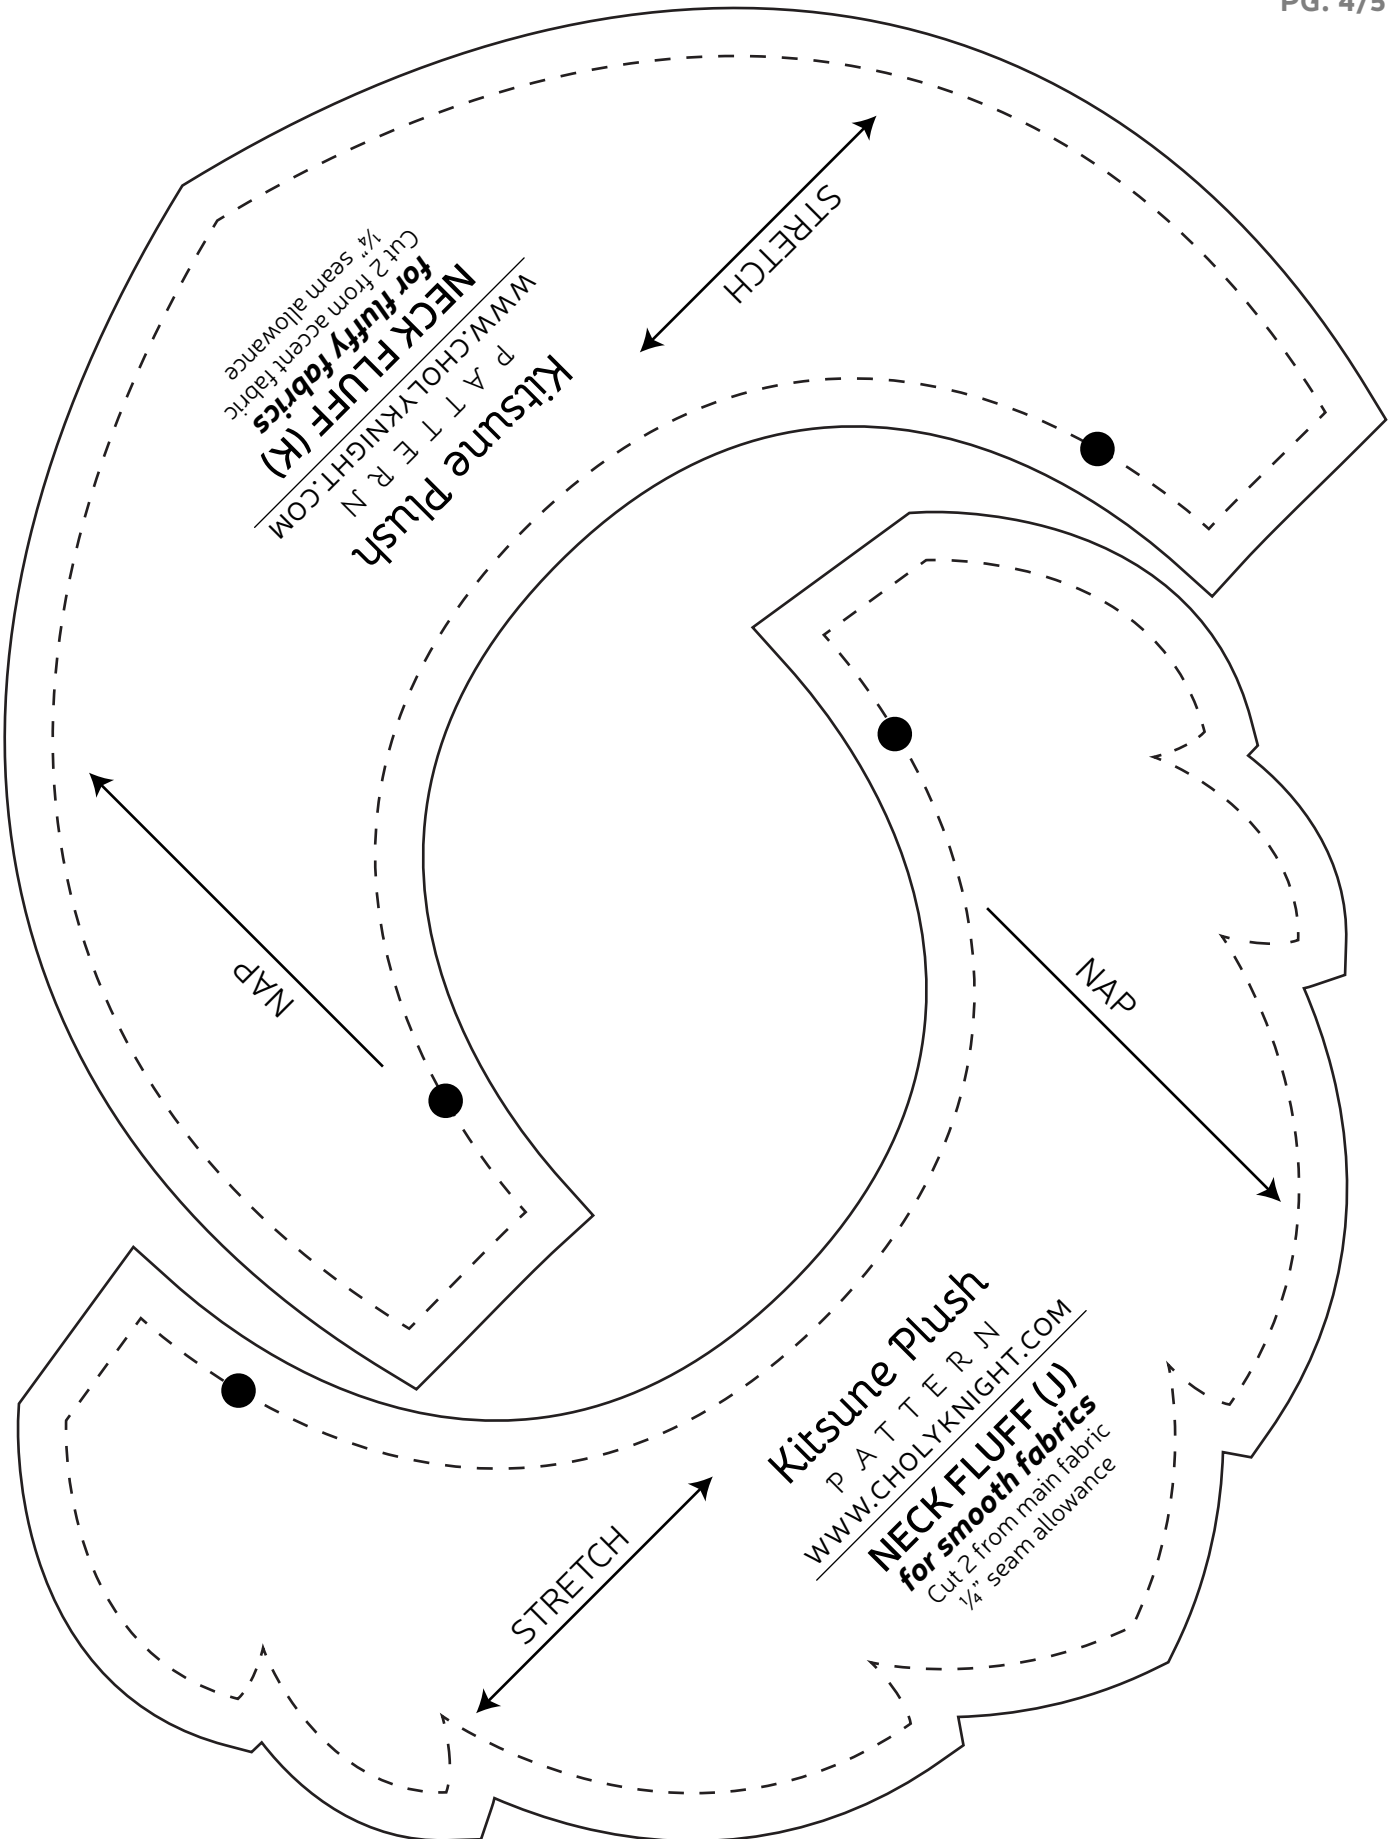 PG. 4/5
STRETCH
Kitsune Plush
PATTERN
WWW.CHOLYKNIGHT.COM
NECK FLUFF (K)
for fluffy fabrics
Cut 2 from accent fabric
¼” seam allowance
NAP
NAP
Kitsune Plush
PATTERN
WWW.CHOLYKNIGHT.COM
NECK FLUFF (J)
for smooth fabrics
Cut 2 from main fabric
¼” seam allowance
STRETCH